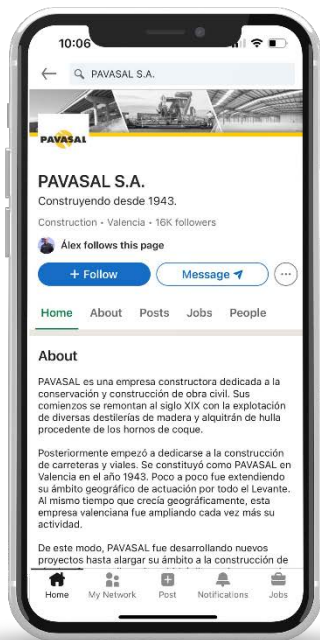 10:06
PAVASAL S.A.
PAVASAL
PAVASAL S.A.
Construyendo desde 1943.
Construction • Valencia • 16K followers
Álex follows this page
+ Follow
Message
Home About Posts Jobs People
About
PAVASAL es una empresa constructora dedicada a la
conservación y construcción de obra civil. Sus
comienzos se remontan al siglo XIX con la explotación
de diversas destilerías de madera y alquitrán de hulla
procedente de los hornos de coque.
Posteriormente empezó a dedicarse a la construcción
de carreteras y viales. Se constituyó como PAVASAL en
Valencia en el año 1943. Poco a poco fue extendiendo
su ámbito geográfico de actuación por todo el Levante.
Al mismo tiempo que crecía geográficamente, esta
empresa valenciana fue ampliando cada vez más su
actividad.
De este modo, PAVASAL fue desarrollando nuevos
proyectos hasta alargar su ámbito a la construcción de
Home My Network Post Notifications Jobs